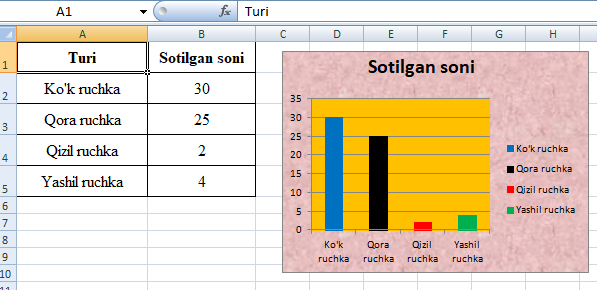 A1
fx
Turi
A B C D E F G H
1 Turi Sotilgan soni
2 Ko'k ruchka 30
3 Qora ruchka 25
4 Qizil ruchka 2
5 Yashil ruchka 4
6
7
8
9
10
11
Sotilgan soni
35
30
25
20
15
10
5
0
Ko'k ruchka
Qora ruchka
Qizil ruchka
Yashil ruchka
Ko'k Qora Qizil Yashil
ruchka ruchka ruchka ruchka